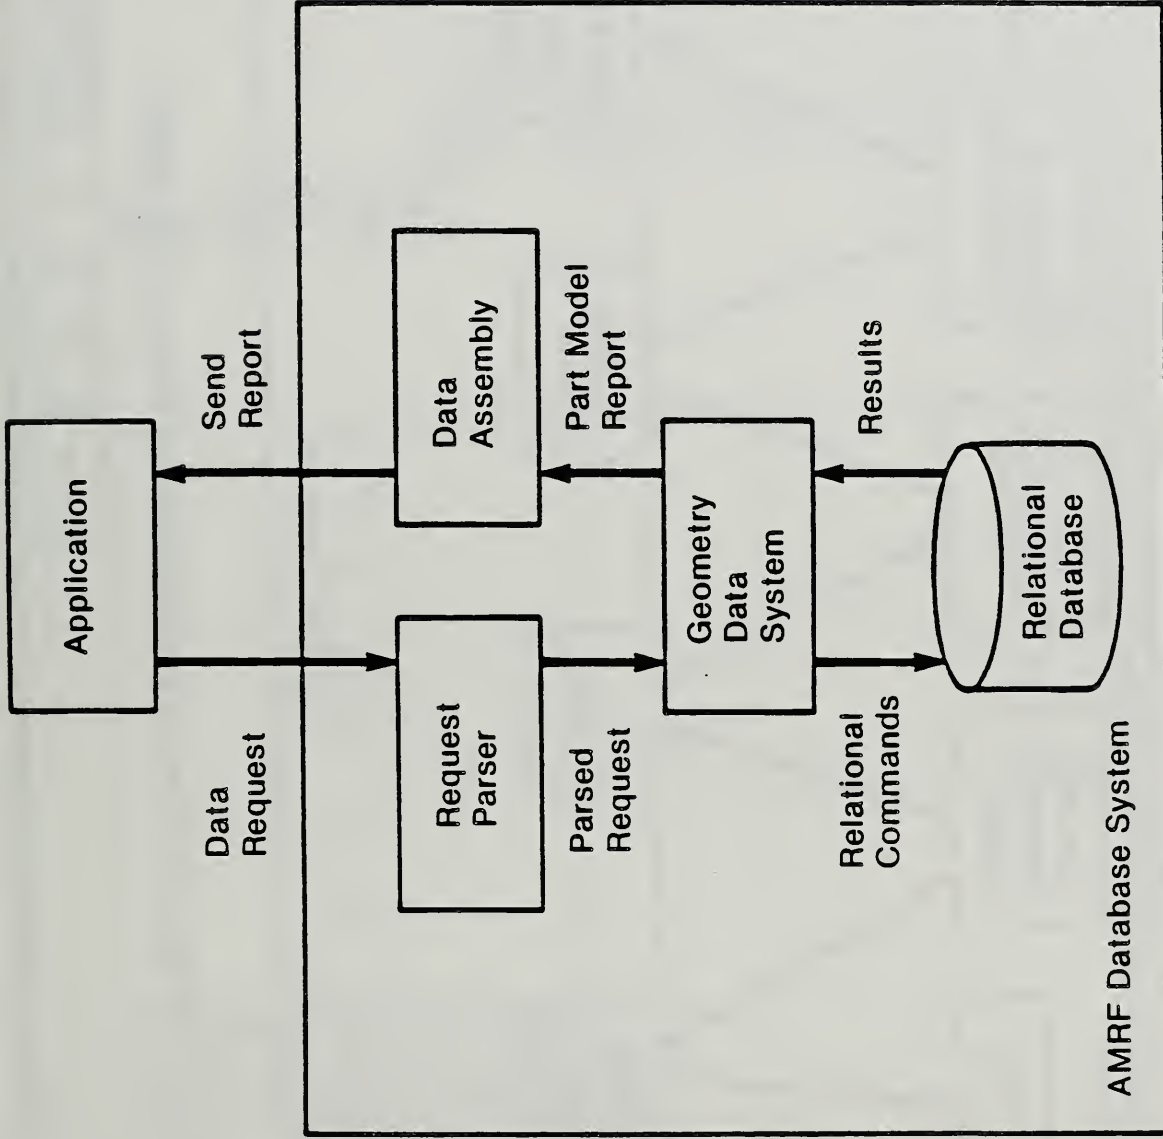 Application
Data
Request
Send
Report
Request
Parser
Data
Assembly
Parsed
Request
Part Model
Report
Geometry
Data
System
Relational
Commands
Results
Relational
Database
AMRF Database System